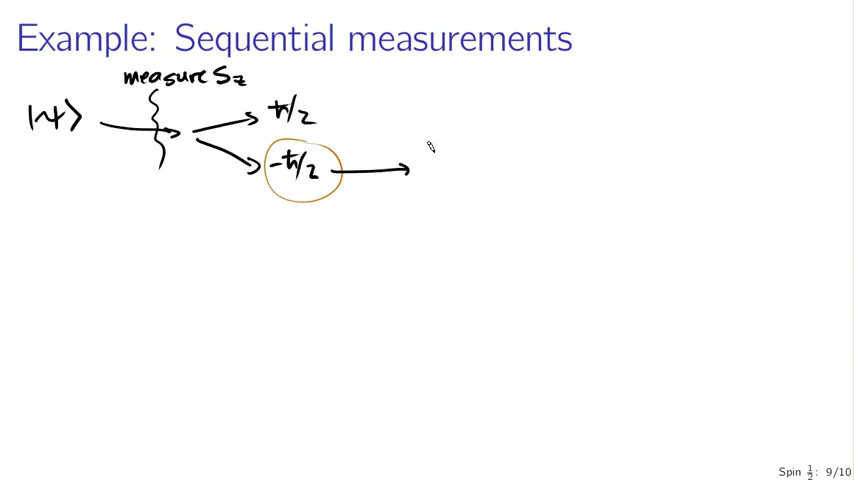 Example: Sequential measurements
measure Sz
|ψ⟩
ħ/2
-ħ/2
Spin 1/2: 9/10